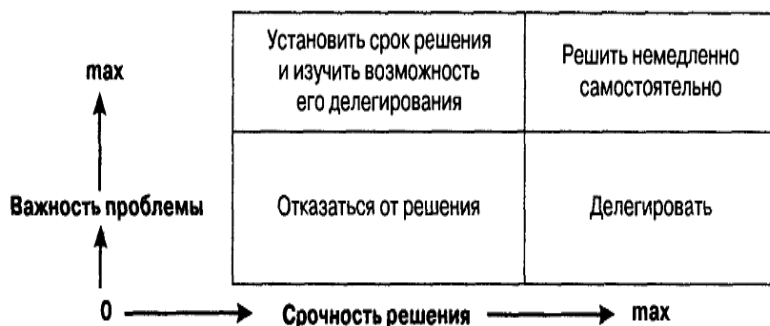 Установить срок решения
и изучить возможность
его делегирования
Решить немедленно
самостоятельно
max
Важность проблемы
Отказаться от решения
Делегировать
0
Срочность решения
max